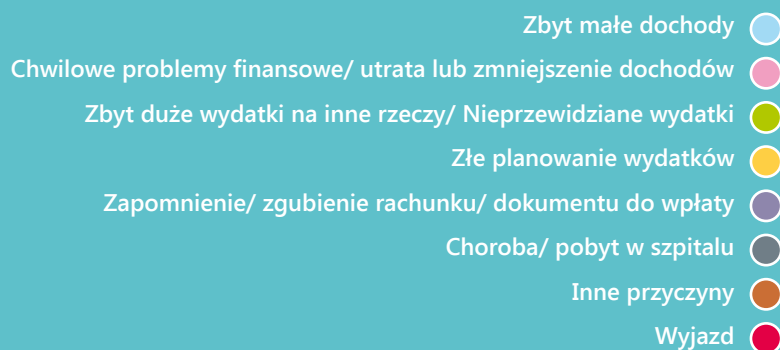 Zbyt małe dochody
Chwilowe problemy finansowe/ utrata lub zmniejszenie dochodów
Zbyt duże wydatki na inne rzeczy/ Nieprzewidziane wydatki
Złe planowanie wydatków
Zapomnienie/ zgubienie rachunku/ dokumentu do wpłaty
Choroba/ pobyt w szpitalu
Inne przyczyny
Wyjazd